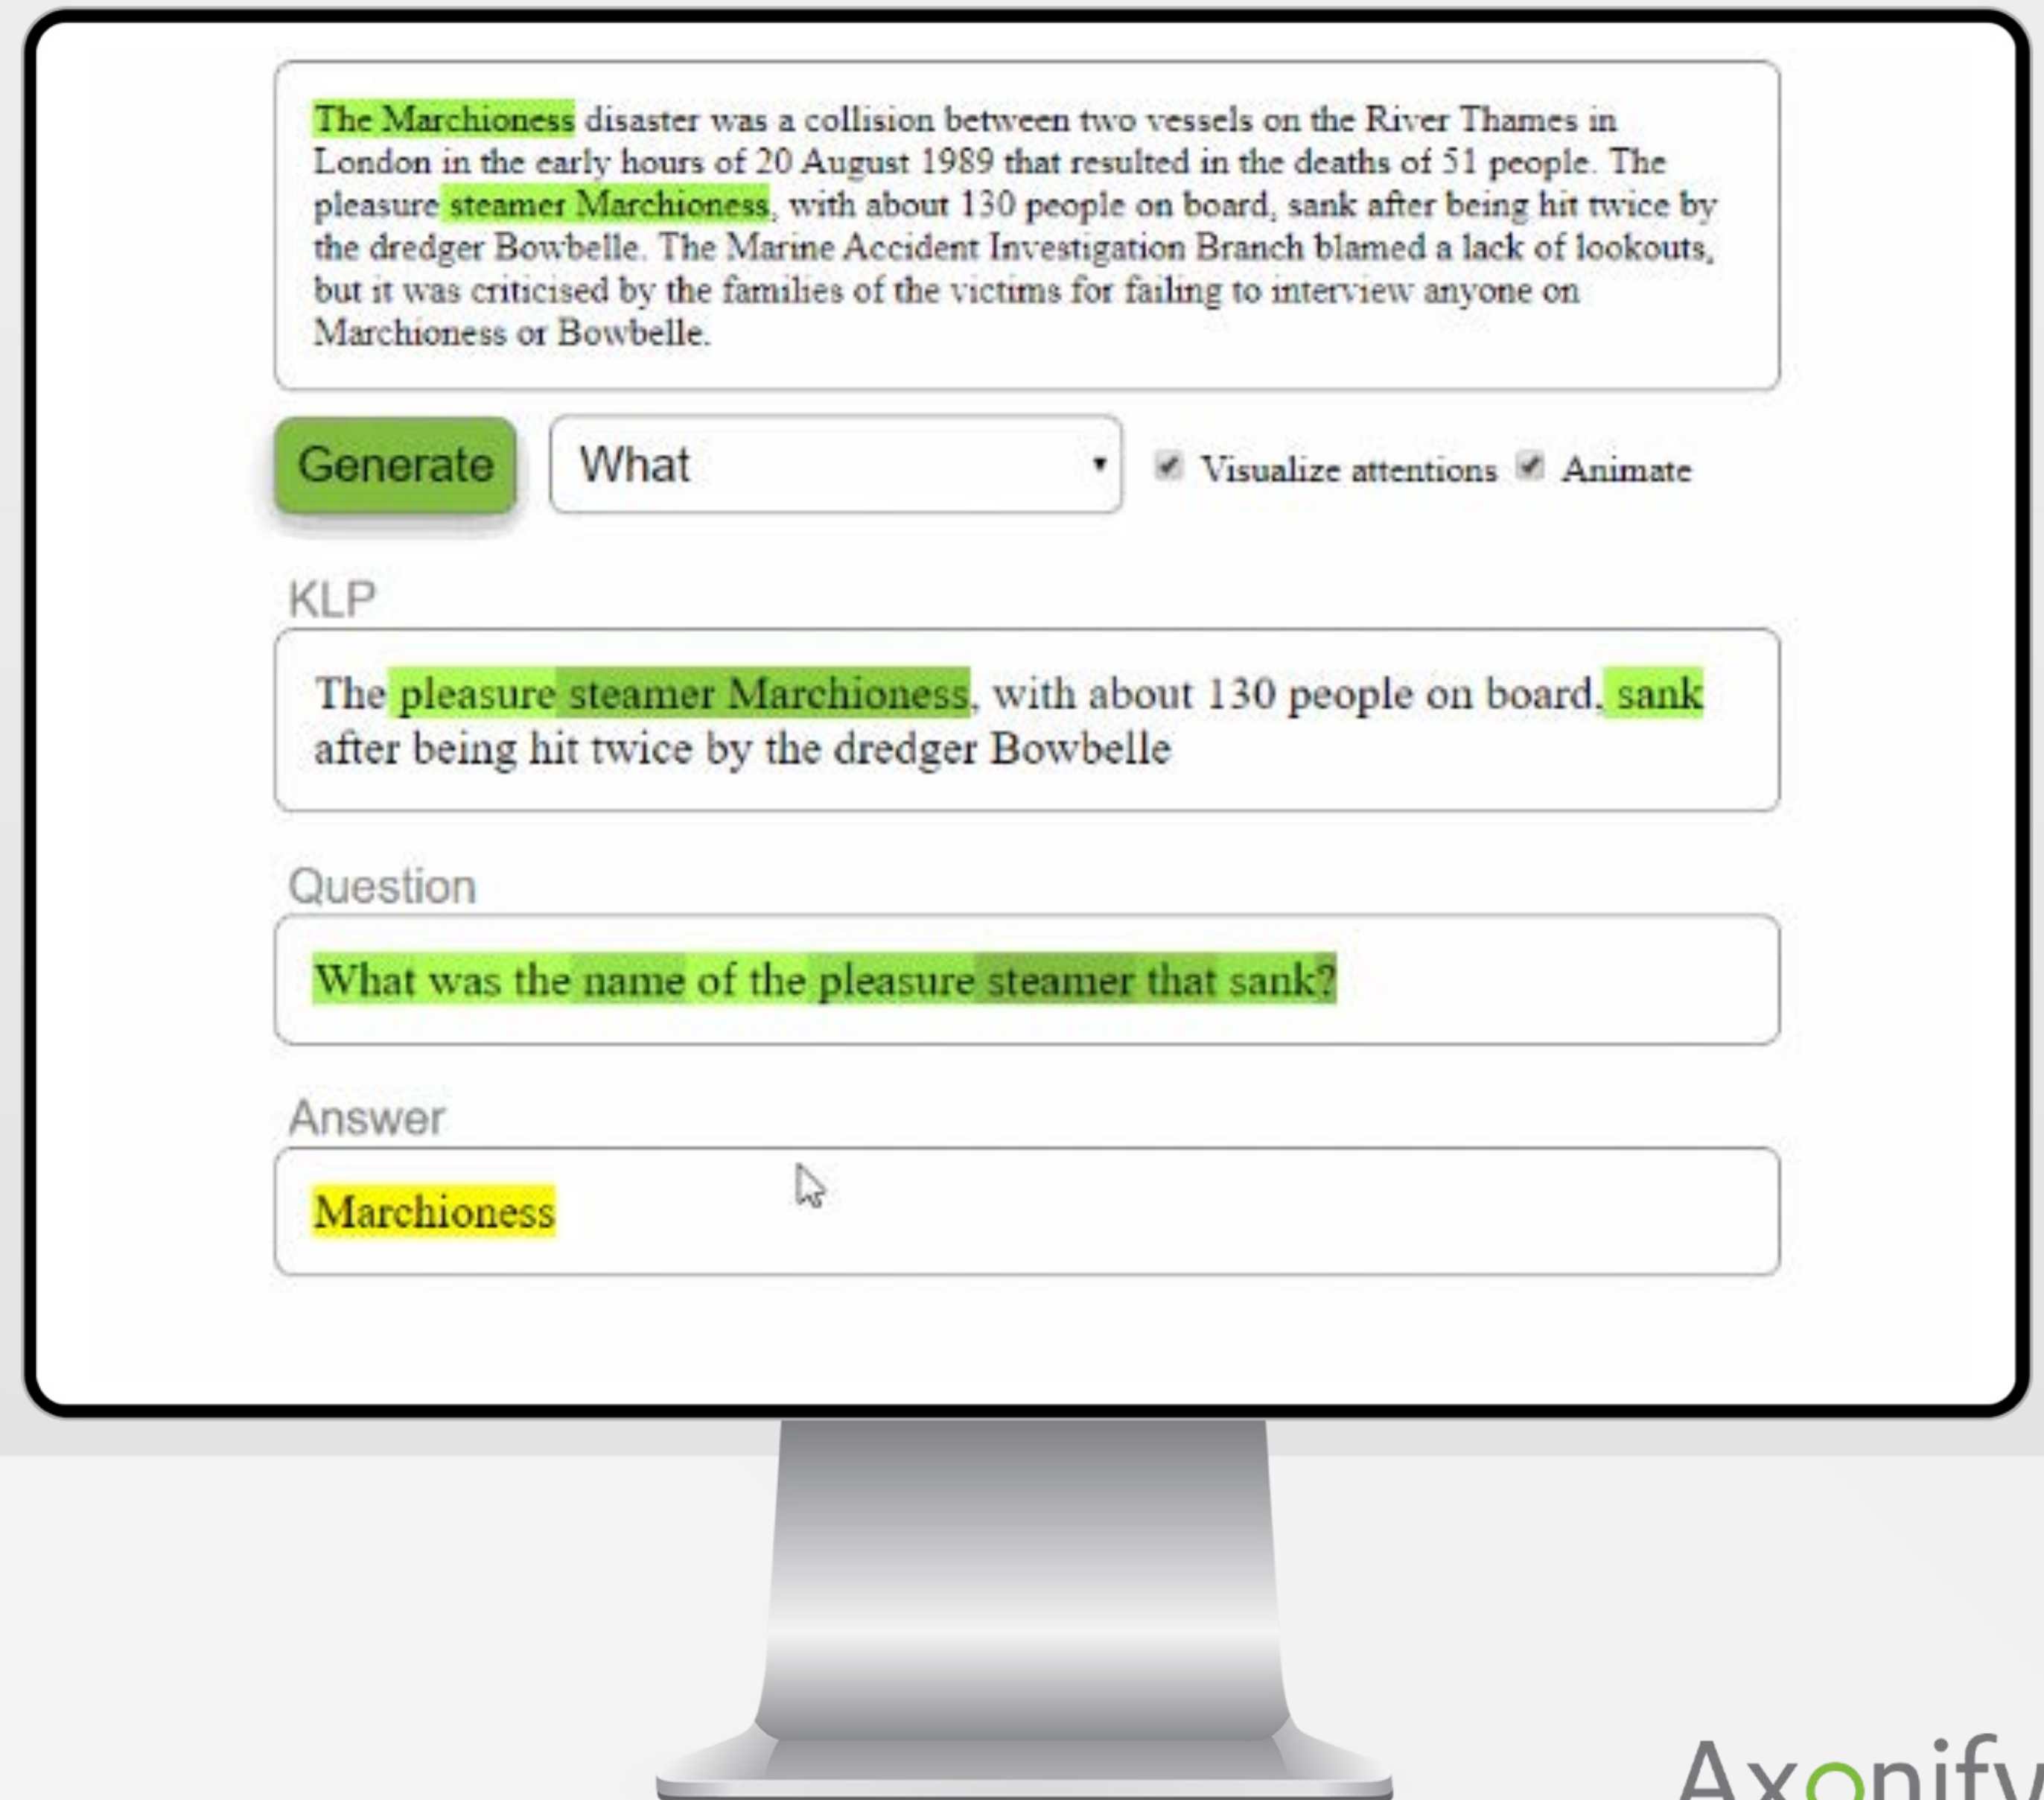 The Marchioness disaster was a collision between two vessels on the River Thames in
London in the early hours of 20 August 1989 that resulted in the deaths of 51 people. The
pleasure steamer Marchioness, with about 130 people on board, sank after being hit twice by
the dredger Bowbelle. The Marine Accident Investigation Branch blamed a lack of lookouts,
but it was criticised by the families of the victims for failing to interview anyone on
Marchioness or Bowbelle.
Generate What Visualize attentions Animate
KLP
The pleasure steamer Marchioness, with about 130 people on board, sank
after being hit twice by the dredger Bowbelle
Question
What was the name of the pleasure steamer that sank?
Answer
Marchioness
Axonify